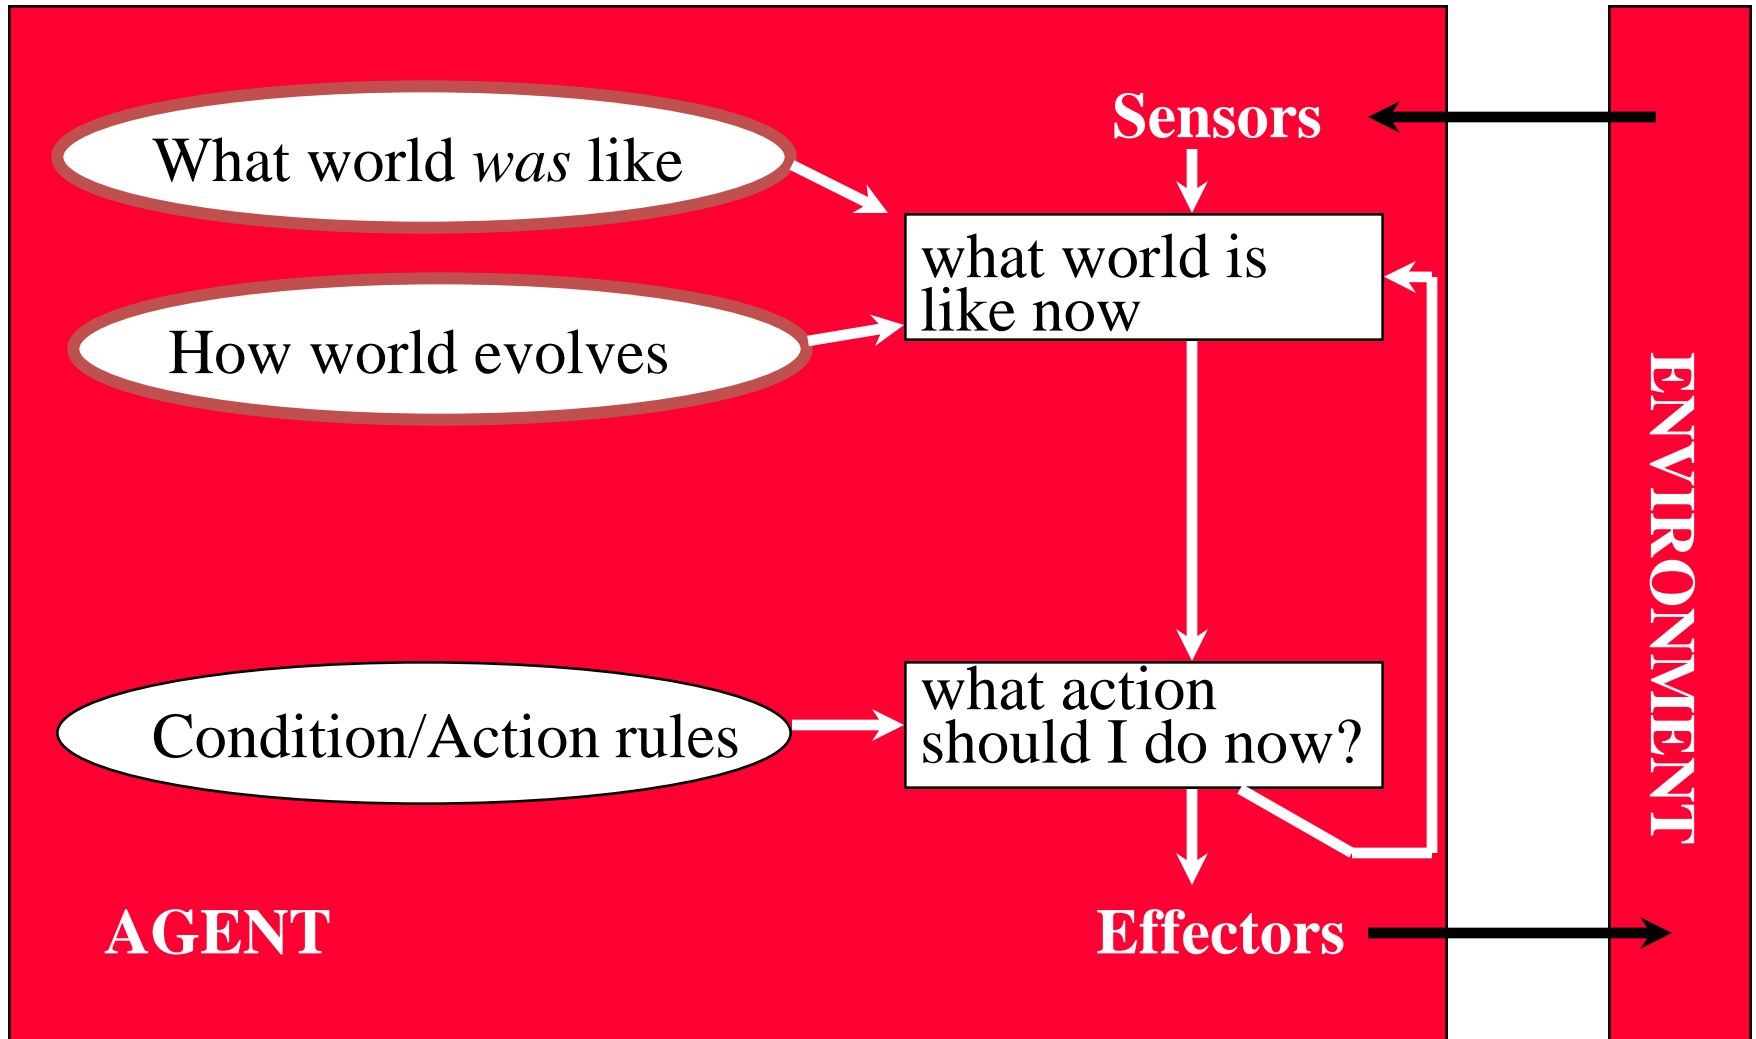 Sensors
What world was like
what world is
like now
How world evolves
ENVIRONMENT
what action
should I do now?
Condition/Action rules
AGENT
Effectors